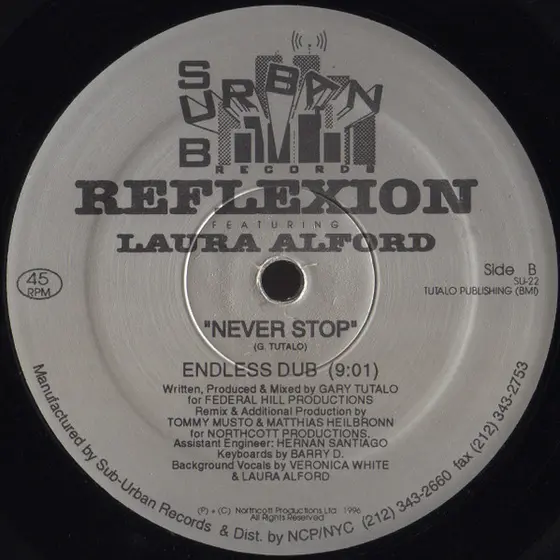 SUB URBAN
RECORDS
REFLEXION
FEATURING
LAURA ALFORD
45
RPM
Side B
SU-22
TUTALO PUBLISHING (BMI)
"NEVER STOP"
(G. TUTALO)
ENDLESS DUB (9:01)
Written, Produced & Mixed by GARY TUTALO
for FEDERAL HILL PRODUCTIONS
Remix & Additional Production by
TOMMY MUSTO & MATTHIAS HEILBRONN
for NORTHCOTT PRODUCTIONS.
Assistant Engineer: HERNAN SANTIAGO
Keyboards by BARRY D.
Background Vocals by VERONICA WHITE
& LAURA ALFORD
(P) + (C) Northcott Productions Ltd. 1996
All Rights Reserved
Manufactured by Sub-Urban Records & Dist. by NCP/NYC (212) 343-2660 fax (212) 343-2753